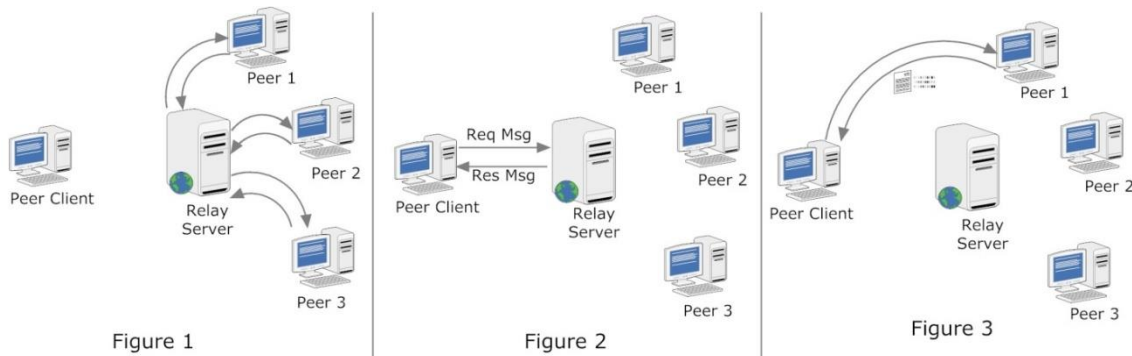 Peer 1
Peer 2
Peer Client
Relay
Server
Peer 3
Figure 1
Peer 1
Req Msg
Res Msg
Peer 2
Peer Client
Relay
Server
Peer 3
Figure 2
Peer 1
Peer 2
Peer Client
Relay
Server
Peer 3
Figure 3